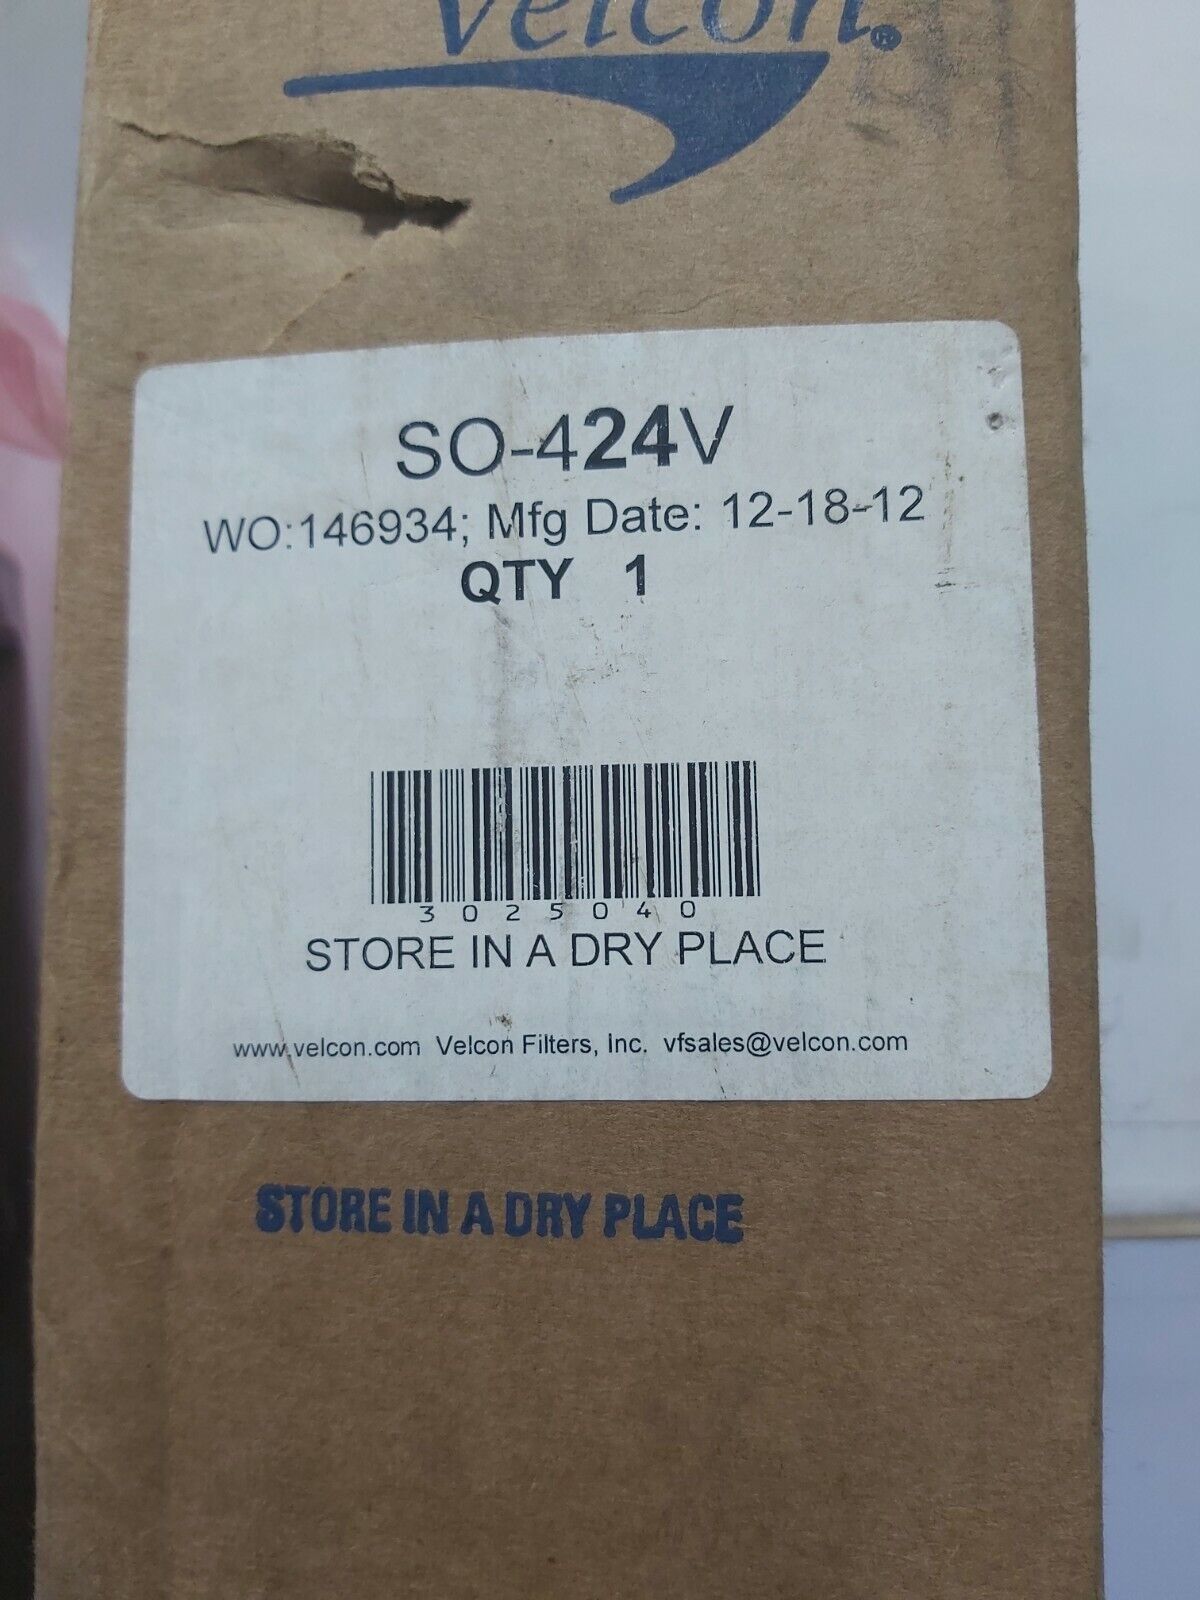 Velcon®
SO-424V
WO:146934; Mfg Date: 12-18-12
QTY 1
3025040
STORE IN A DRY PLACE
www.velcon.com Velcon Filters, Inc. vfsales@velcon.com
STORE IN A DRY PLACE